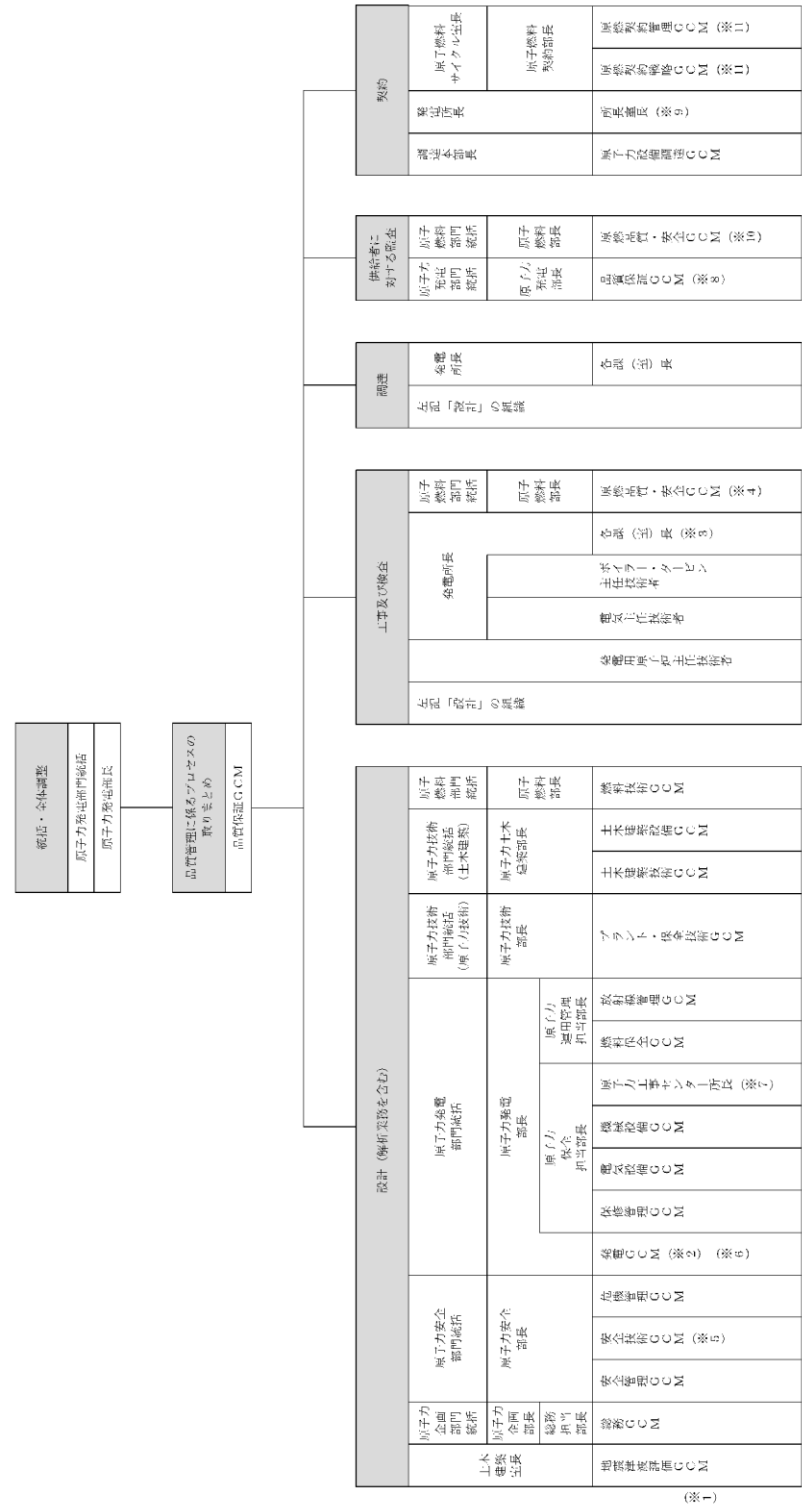 統括・全体調整
原子力発電部門統括
原子力発電部長
品質管理に係るプロセスの
取りまとめ
品質保証GCM
設計（解析業務を含む）
土木
建築
室長
地震津波評価GCM
（※1）
原子力
企画
部門
統括
原子力
企画
部長
総務
担当
部長
総務
GCM
原子力安全
部門統括
原子力安全
部長
安全管理GCM
安全技術GCM（※5）
危機管理GCM
原子力発電
部門統括
原子力発電
部長
発電GCM（※2）（※6）
原子力
保全
担当部長
保修管理GCM
電気設備GCM
機械設備GCM
原子力工事センター所長（※7）
原子力
運用管理
担当部長
燃料保全GCM
放射線管理GCM
原子力技術
部門統括
（原子力技術）
原子力技術
部長
プラント・保全技術GCM
原子力技術
部門統括
（土木建築）
原子力土木
建築部長
土木建築技術GCM
土木建築設備GCM
原子
燃料
部門
統括
原子
燃料
部長
燃料技術GCM
工事及び検査
左記「設計」の組織
発電用原子炉主任技術者
発電所長
電気主任技術者
ボイラー・タービン
主任技術者
各課（室）長（※3）
原子
燃料
部門
統括
原子
燃料
部長
原燃品質・安全GCM（※4）
調達
左記「設計」の組織
発電
所長
各課（室）長
供給者に
対する監査
原子力
発電
部門
統括
原子力
発電
部長
品質保証GCM（※8）
原子
燃料
部門
統括
原子
燃料
部長
原燃品質・安全GCM（※10）
契約
調達本部長
原子力設備調達GCM
発電所長
所長室長（※9）
原子燃料
サイクル室長
原子燃料
契約部長
原燃契約戦略GCM（※11）
原燃契約管理GCM（※11）